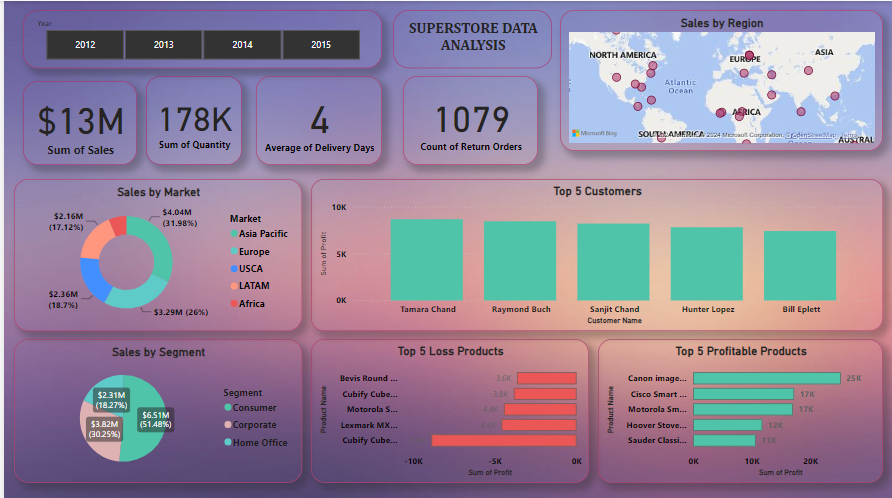 Year
2012
2013
2014
2015
SUPERSTORE DATA
ANALYSIS
Sales by Region
NORTH AMERICA
EUROPE
ASIA
Atlantic
Ocean
AFRICA
SOUTH AMERICA
AUSTRAL
Microsoft Bing
2024 Microsoft Corporation, © OpenStreetMap
$13M
Sum of Sales
178K
Sum of Quantity
4
Average of Delivery Days
1079
Count of Return Orders
Sales by Market
$4.04M
(31.98%)
$3.29M (26%)
$2.36M
(18.7%)
$2.16M
(17.12%)
Market
Asia Pacific
Europe
USCA
LATAM
Africa
Top 5 Customers
Sum of Profit
10K
5K
0K
Tamara Chand
Raymond Buch
Sanjit Chand
Hunter Lopez
Bill Eplett
Customer Name
Sales by Segment
$2.31M
(18.27%)
$6.51M
(51.48%)
$3.82M
(30.25%)
Segment
Consumer
Corporate
Home Office
Top 5 Loss Products
Product Name
Bevis Round ...
-3.6K
Cubify Cube...
-3.8K
Motorola S...
-4.4K
Lexmark MX...
Cubify Cube...
-10K
-5K
0K
Sum of Profit
Top 5 Profitable Products
Product Name
Canon image...
25K
Cisco Smart ...
17K
Motorola Sm...
17K
Hoover Stove...
12K
Sauder Classi...
11K
0K
10K
20K
Sum of Profit